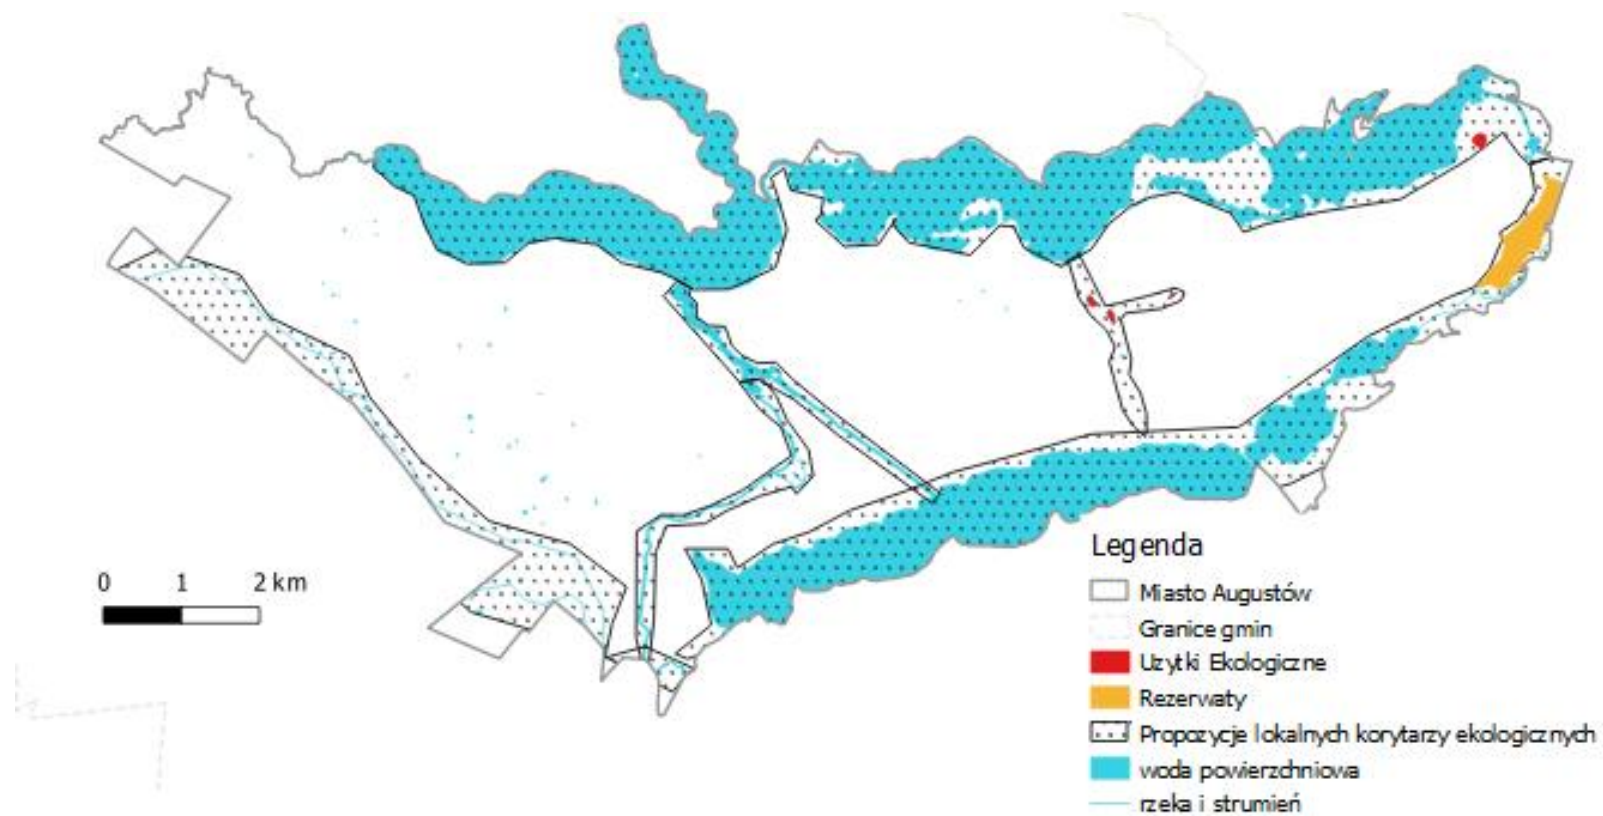 0 1 2 km
Legenda
Miasto Augustów
Granice gmin
Użytki Ekologiczne
Rezerwaty
Propozycje lokalnych korytarzy ekologicznych
woda powierzchniowa
rzeka i strumień